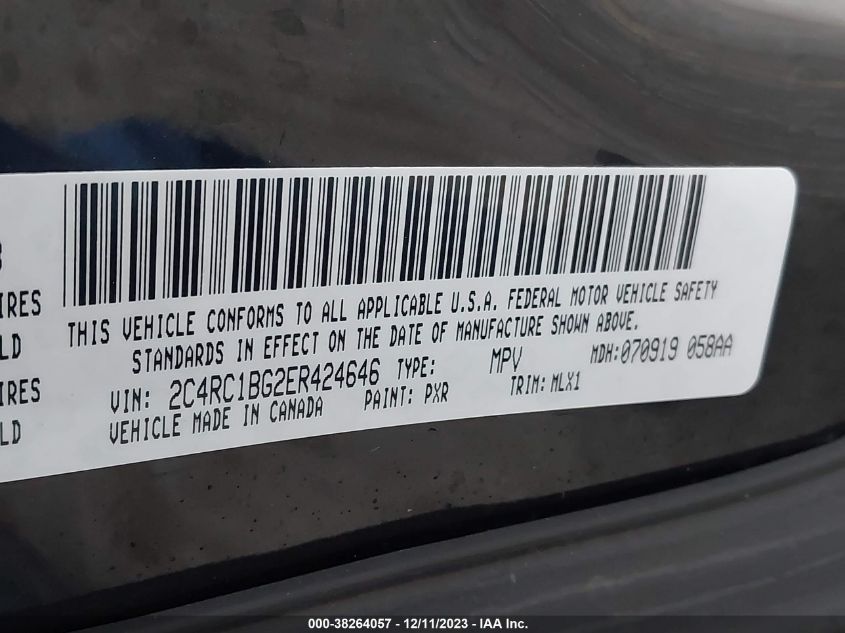 3
IRES
LD
IRES
LD
THIS VEHICLE CONFORMS TO ALL APPLICABLE U.S.A. FEDERAL MOTOR VEHICLE SAFETY
STANDARDS IN EFFECT ON THE DATE OF MANUFACTURE SHOWN ABOVE.
VIN: 2C4RC1BG2ER424646 TYPE: MPV MDH:070919 058AA
VEHICLE MADE IN CANADA PAINT: PXR TRIM: MLX1
000-38264057 - 12/11/2023 - IAA Inc.